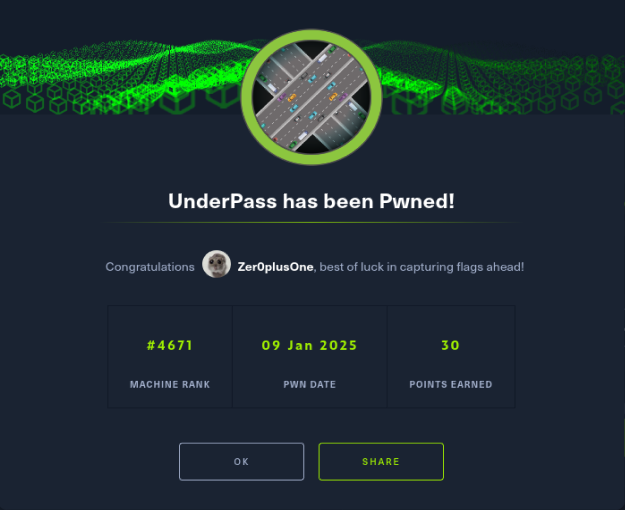 UnderPass has been Pwned!
Congratulations Zer0plusOne, best of luck in capturing flags ahead!
#4671 09 Jan 2025 30
MACHINE RANK PWN DATE POINTS EARNED
OK SHARE